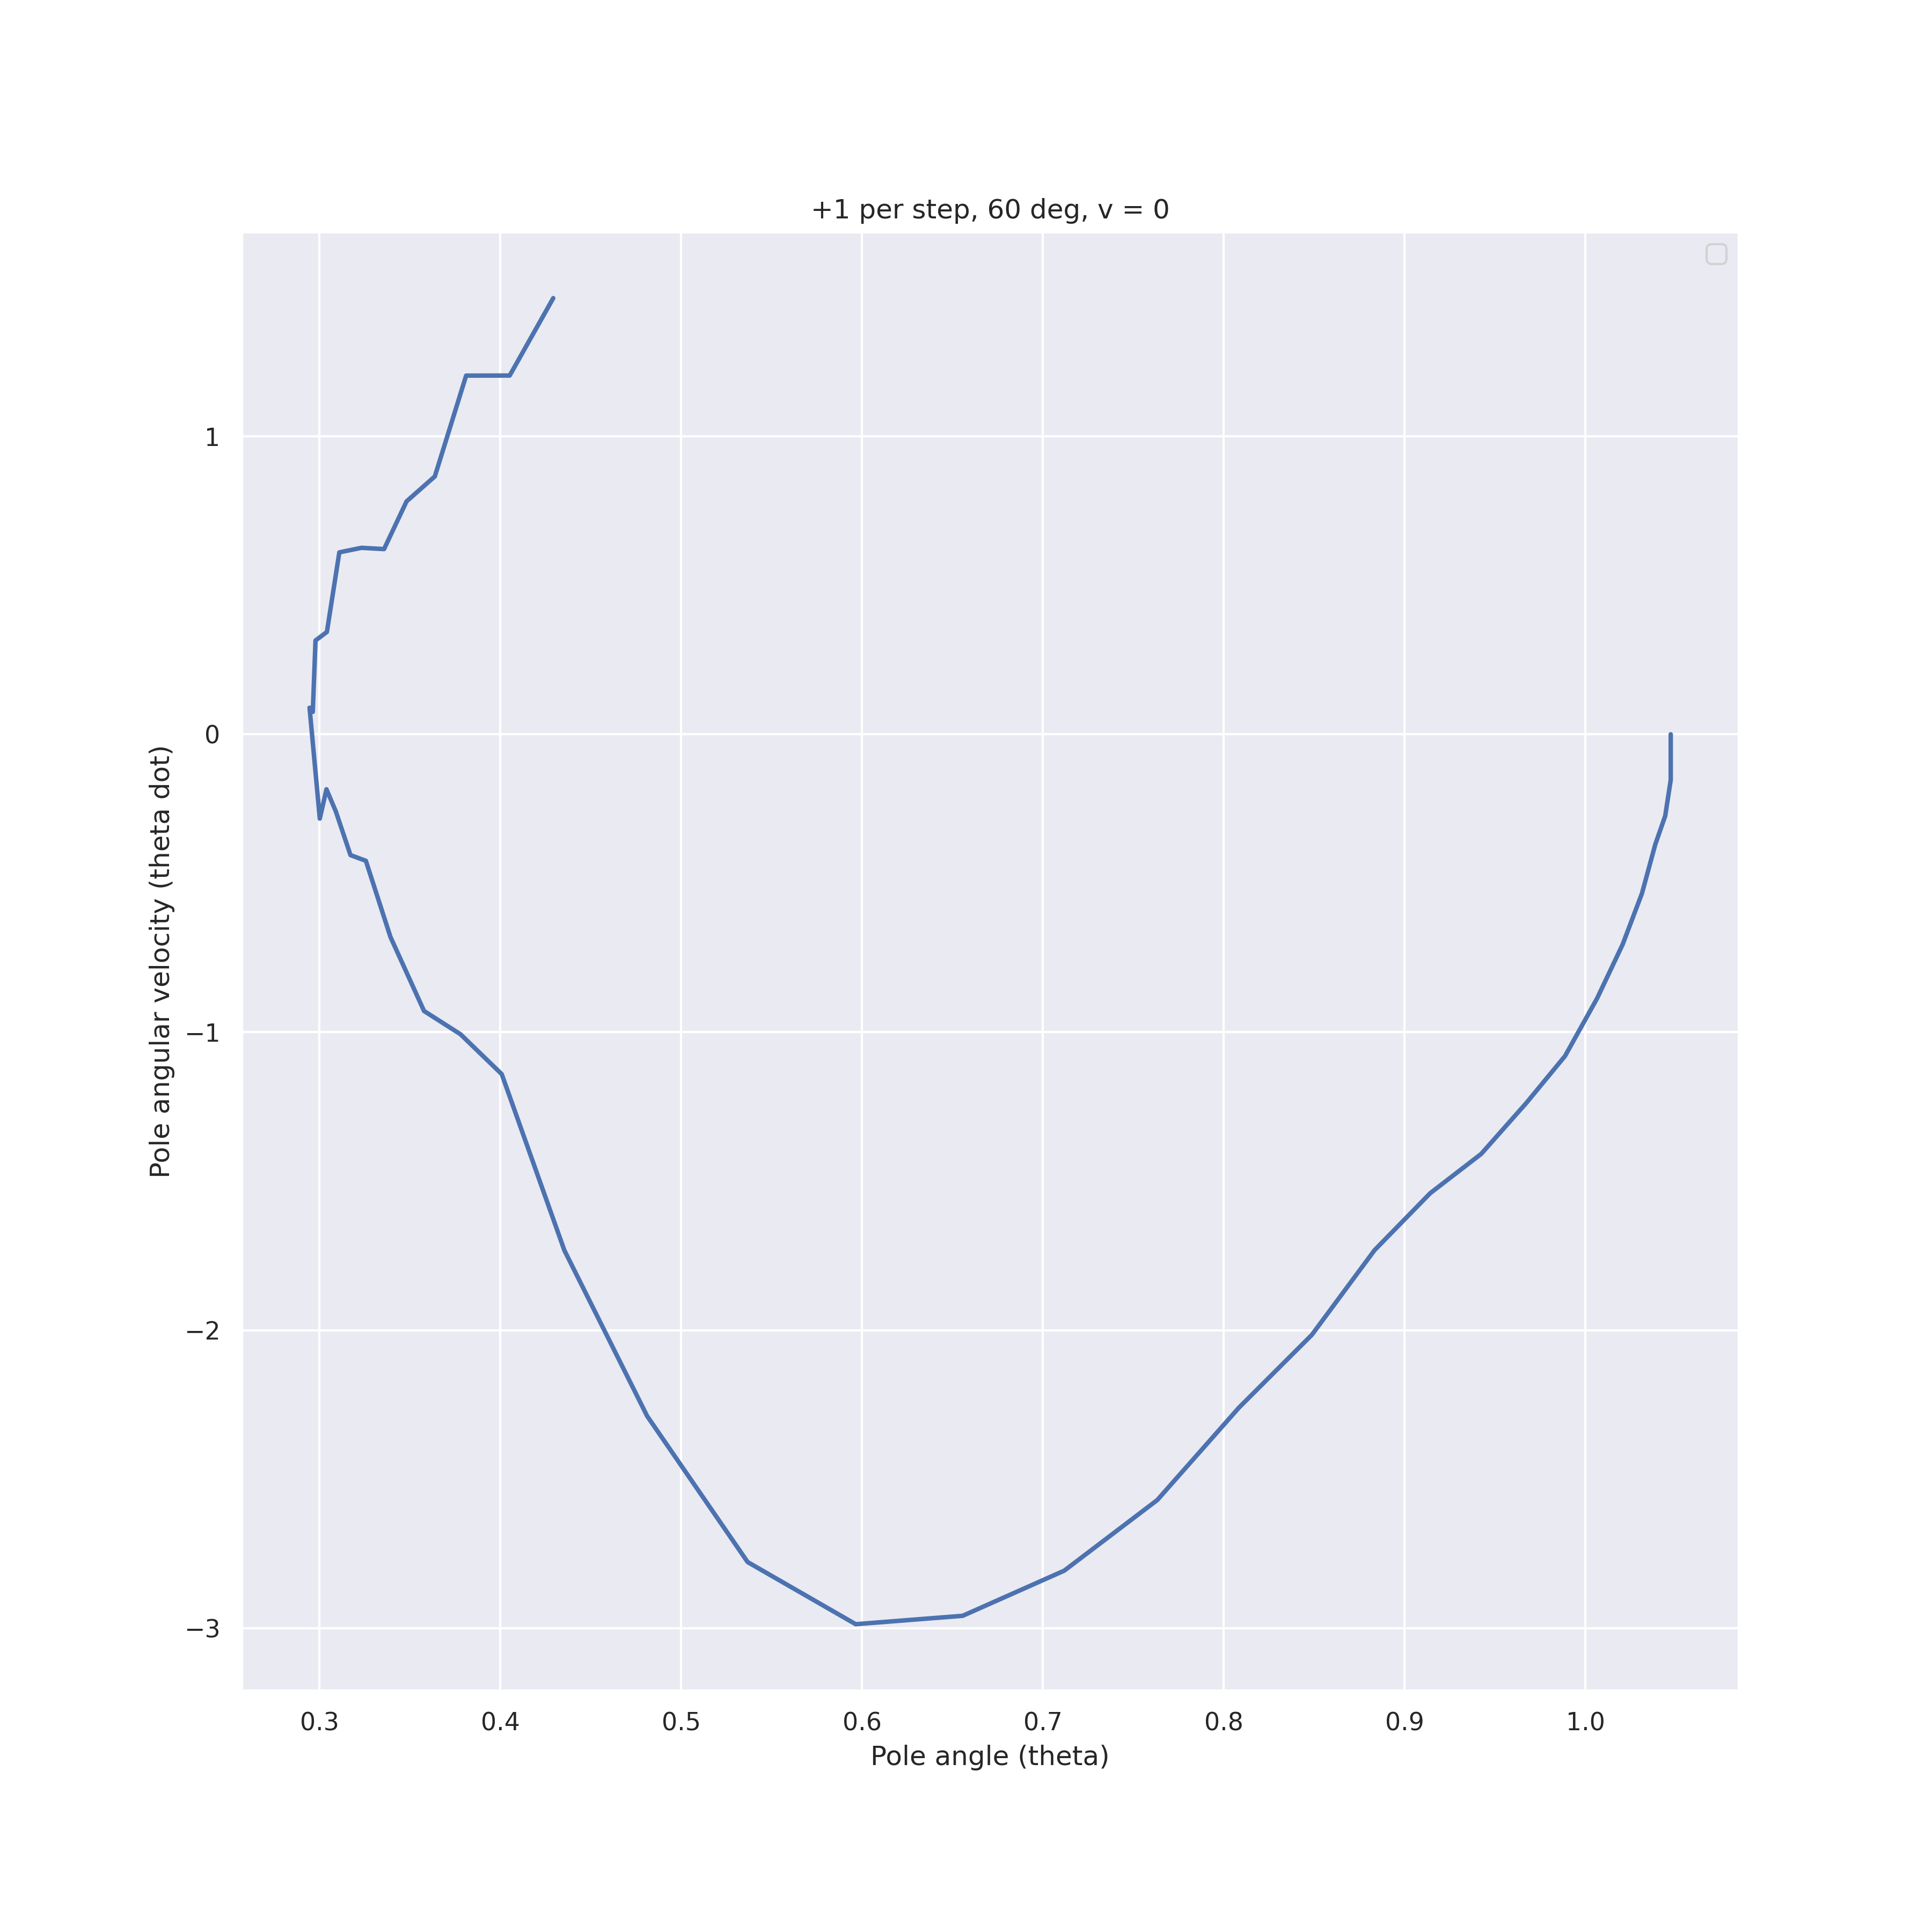 +1 per step, 60 deg, v = 0
1
0
−1
−2
−3
Pole angular velocity (theta dot)
0.3 0.4 0.5 0.6 0.7 0.8 0.9 1.0
Pole angle (theta)